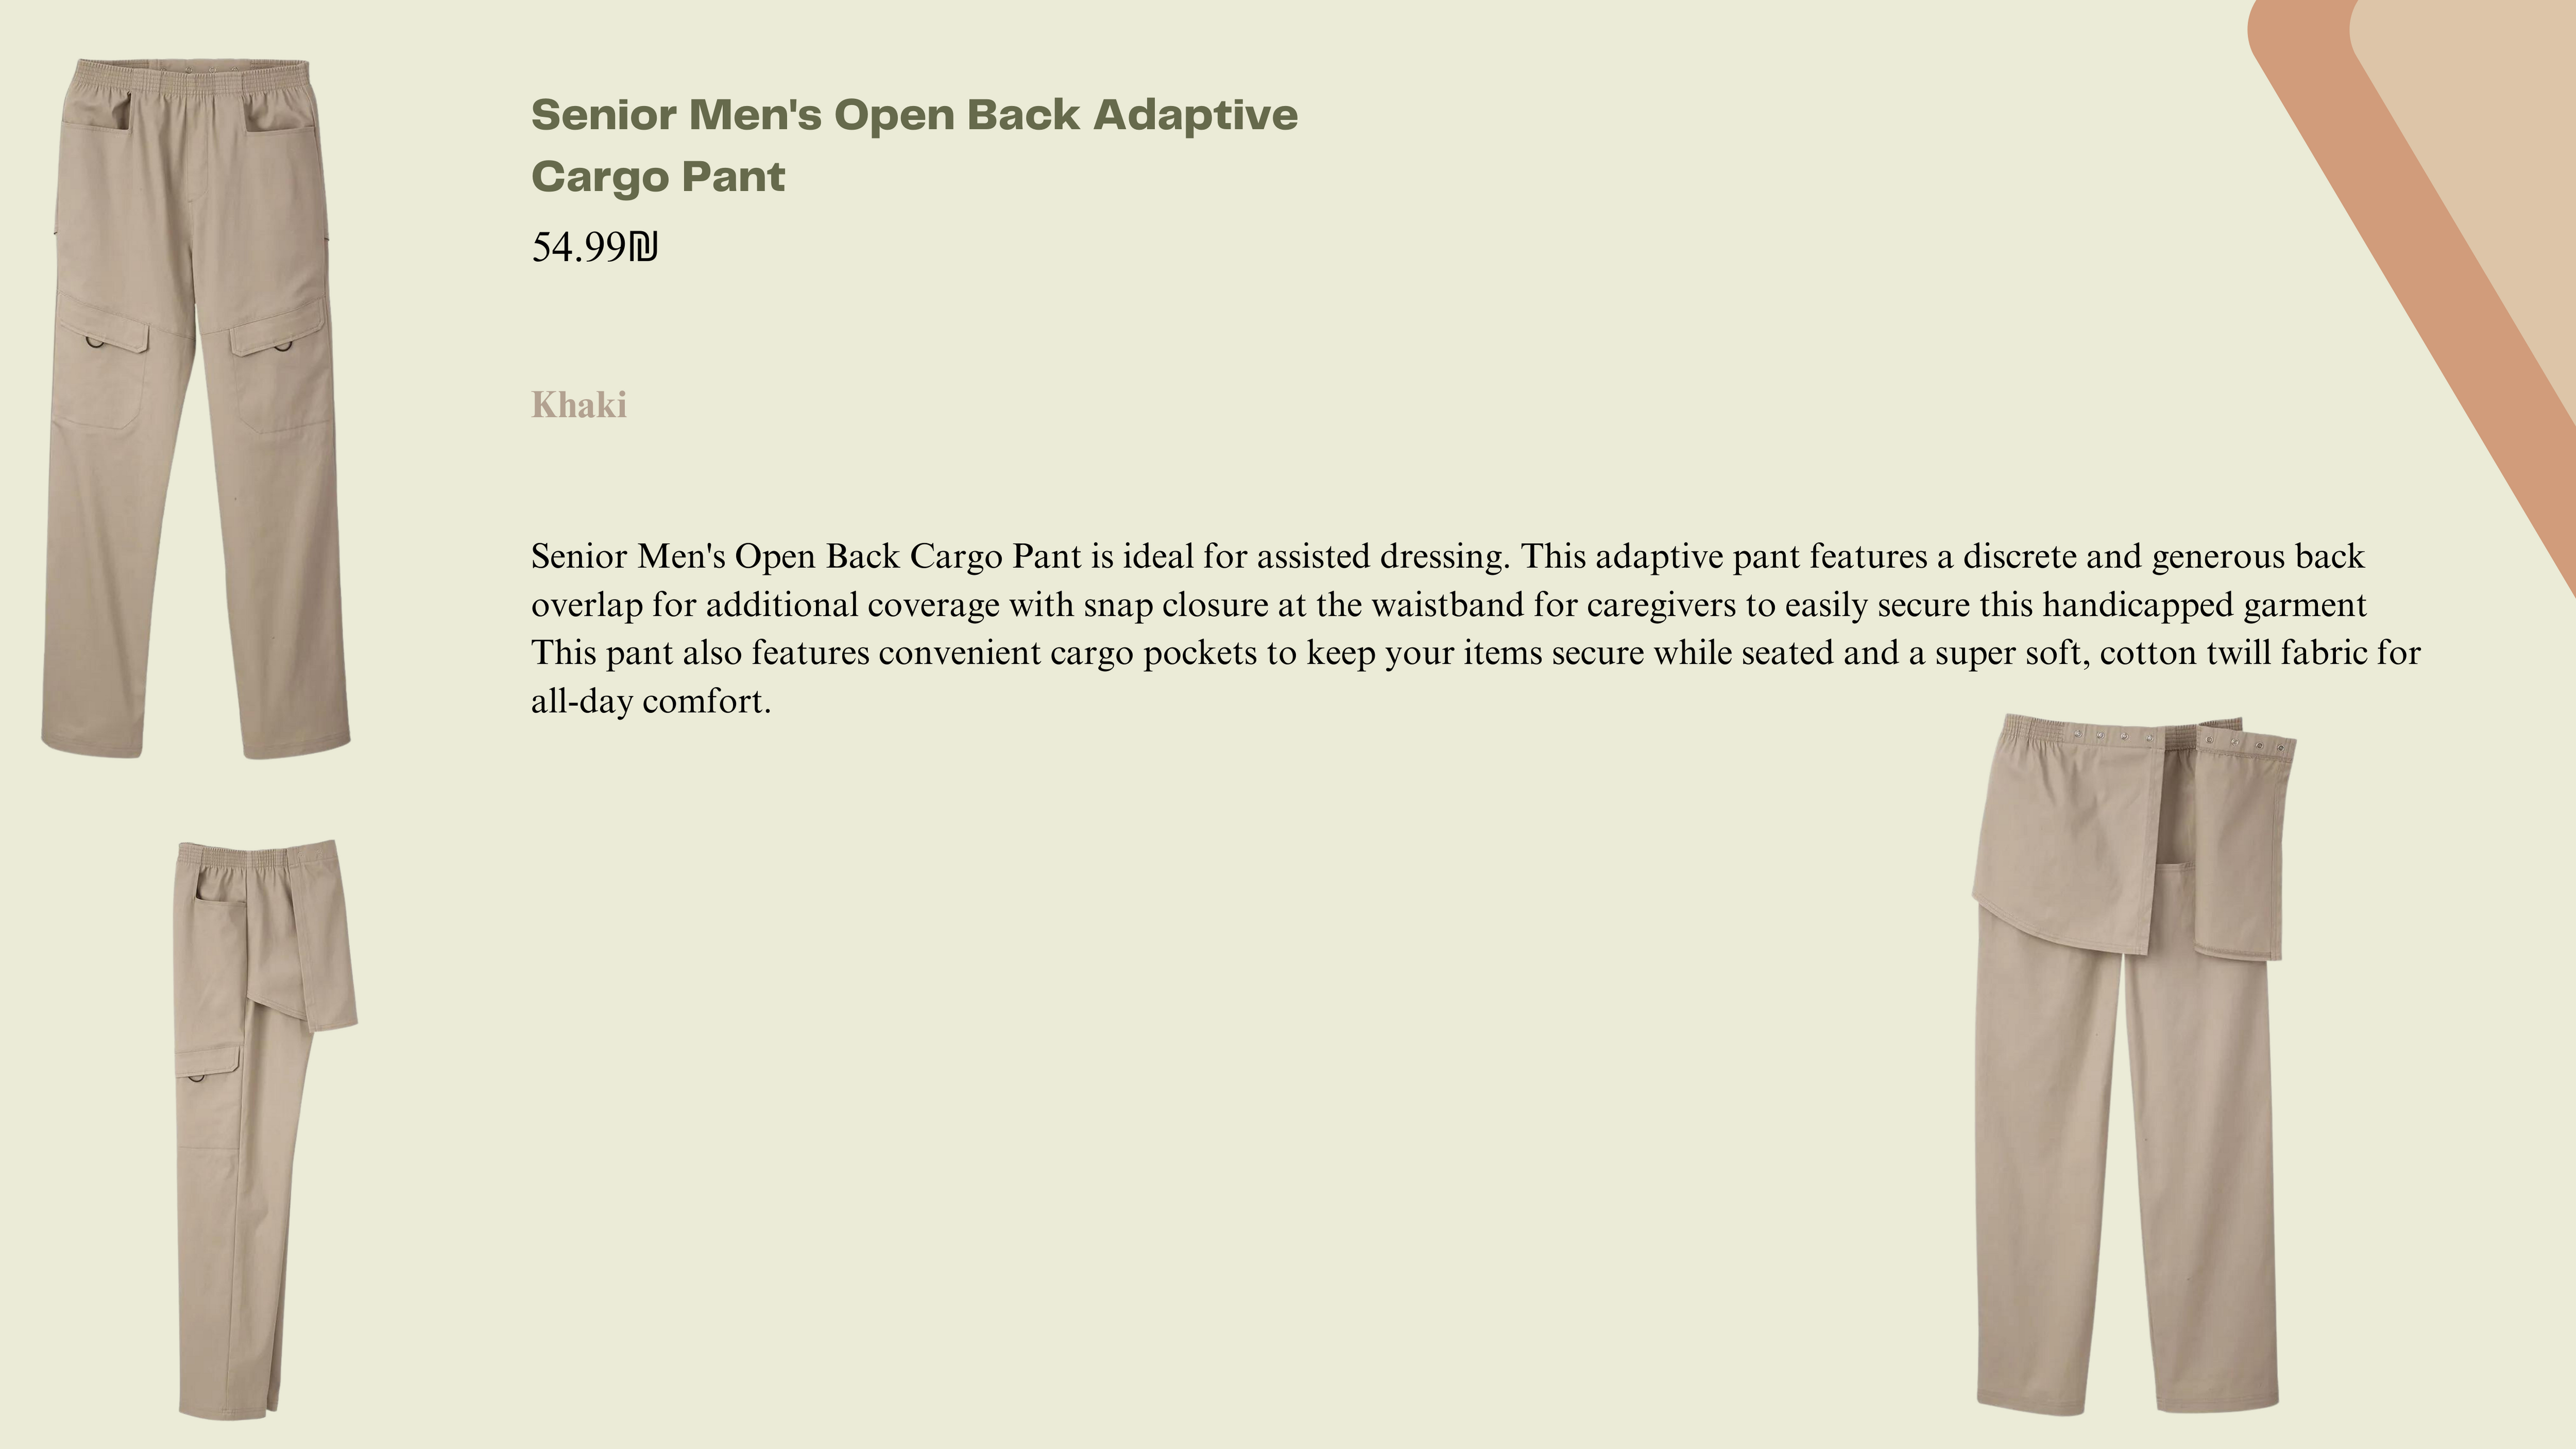 Senior Men's Open Back Adaptive
Cargo Pant
54.99₪
Khaki
Senior Men's Open Back Cargo Pant is ideal for assisted dressing. This adaptive pant features a discrete and generous back
overlap for additional coverage with snap closure at the waistband for caregivers to easily secure this handicapped garment
This pant also features convenient cargo pockets to keep your items secure while seated and a super soft, cotton twill fabric for
all-day comfort.